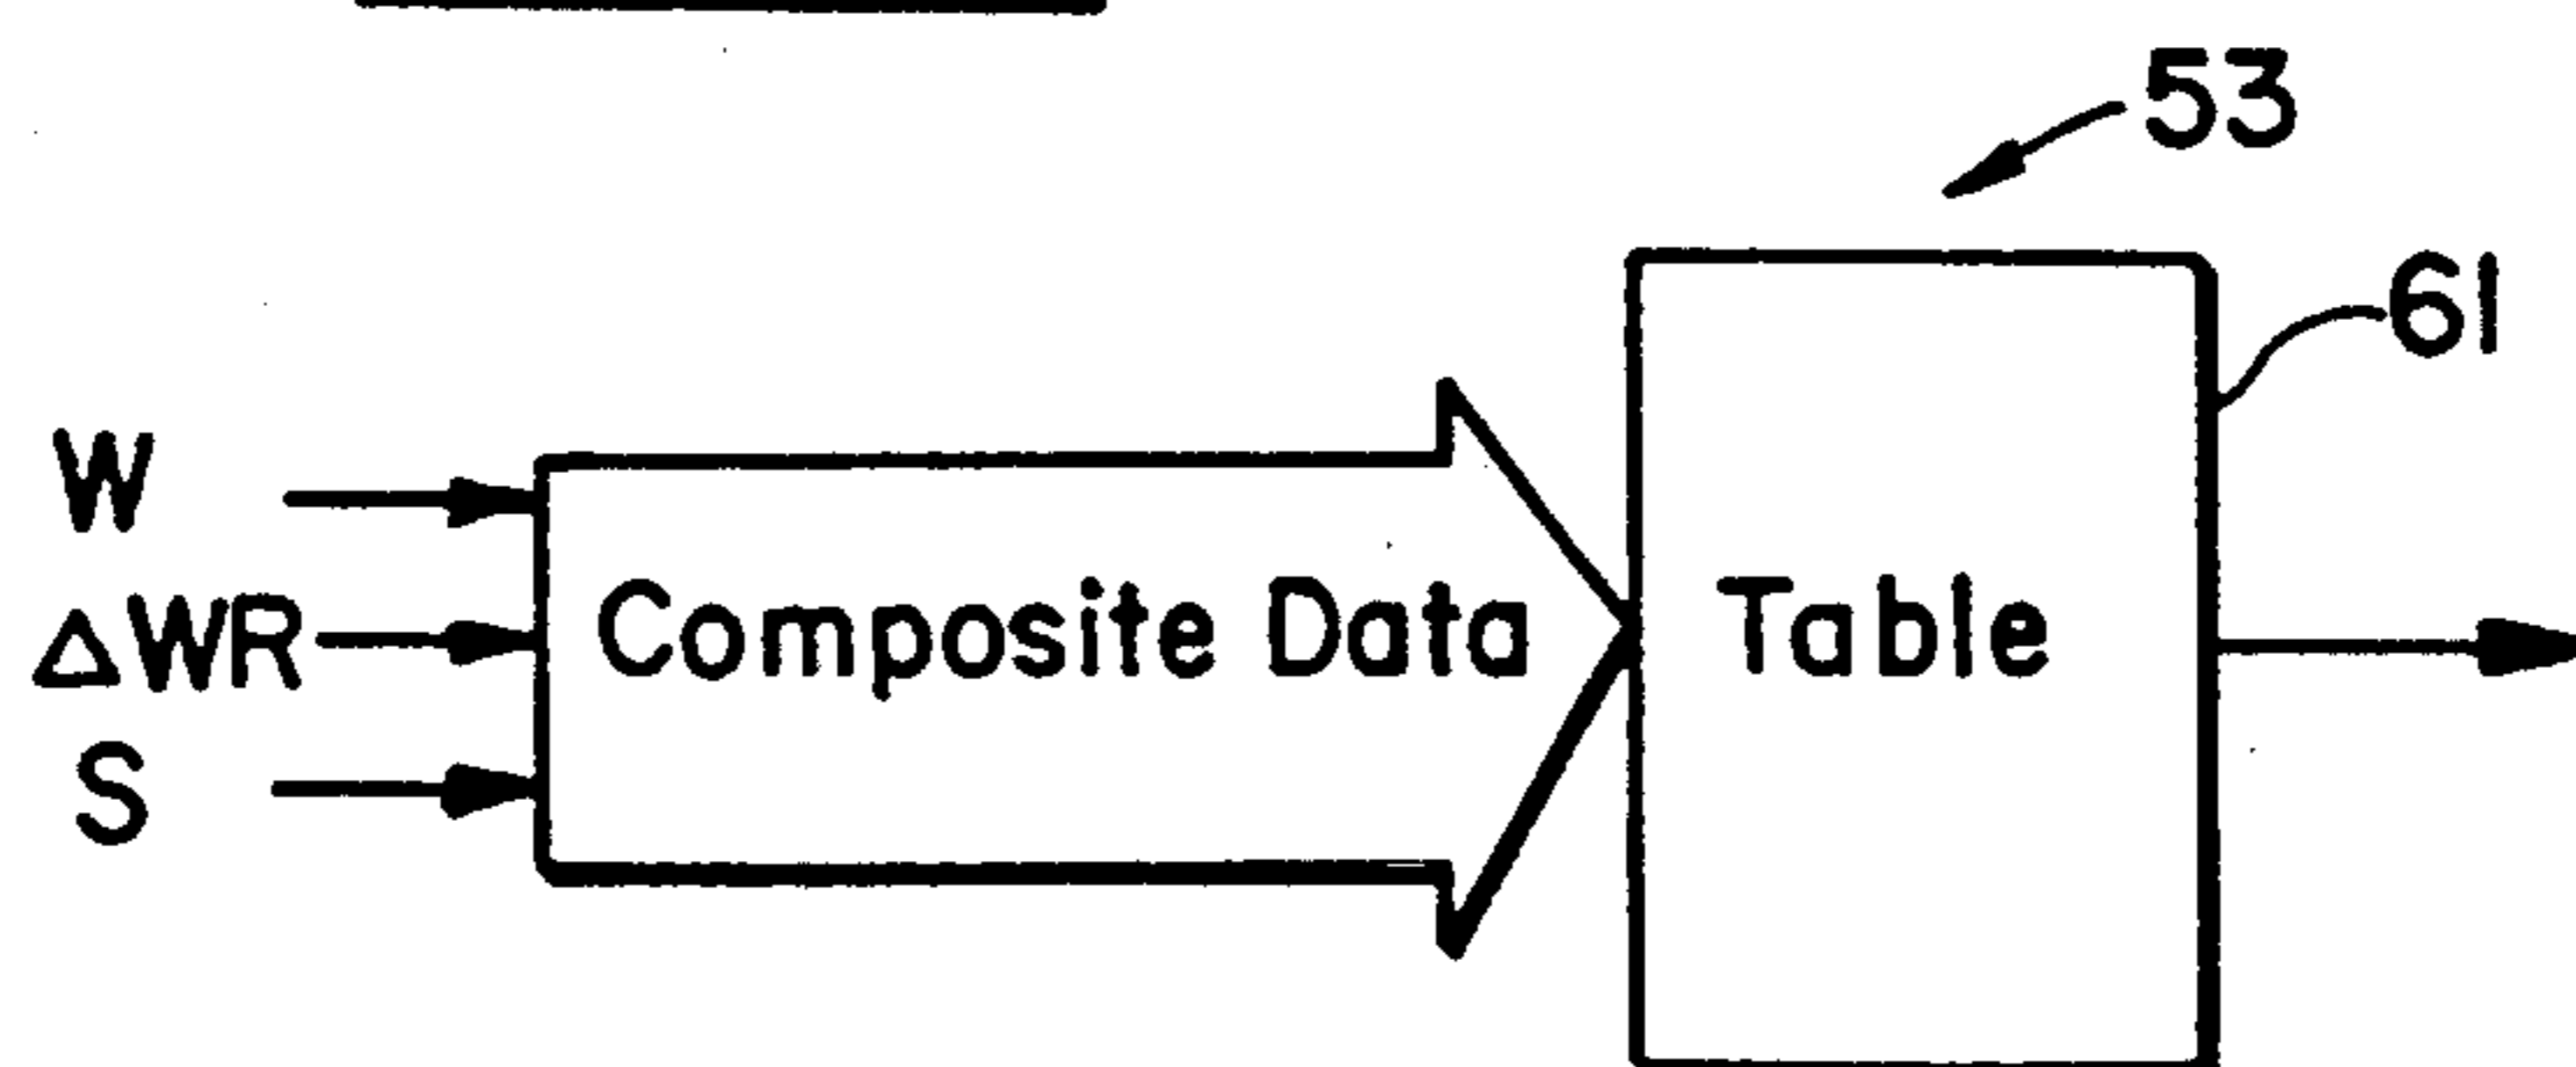 53
61
W
ΔWR
S
Composite Data
Table